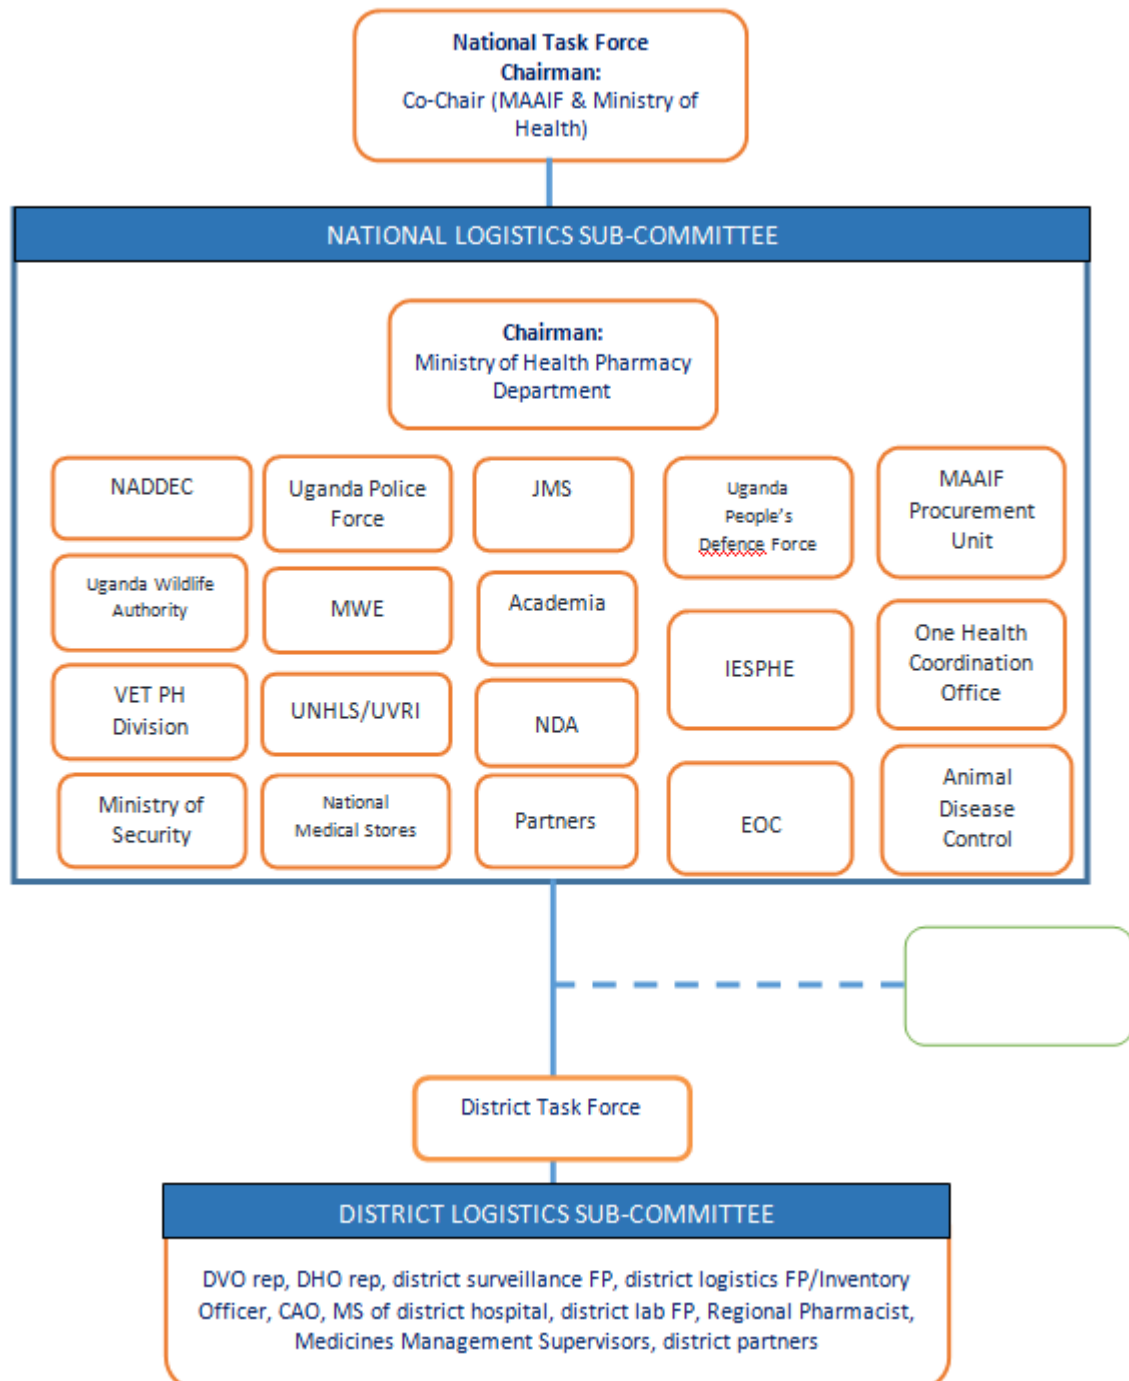 National Task Force
Chairman:
Co-Chair (MAAIF & Ministry of
Health)
NATIONAL LOGISTICS SUB-COMMITTEE
Chairman:
Ministry of Health Pharmacy
Department
NADDEC
Uganda Police
Force
JMS
Uganda
People's
Defence Force
MAAIF
Procurement
Unit
Uganda Wildlife
Authority
MWE
Academia
IESPHE
One Health
Coordination
Office
VET PH
Division
UNHLS/UVRI
NDA
Ministry of
Security
National
Medical Stores
Partners
EOC
Animal
Disease
Control
District Task Force
DISTRICT LOGISTICS SUB-COMMITTEE
DVO rep, DHO rep, district surveillance FP, district logistics FP/Inventory
Officer, CAO, MS of district hospital, district lab FP, Regional Pharmacist,
Medicines Management Supervisors, district partners